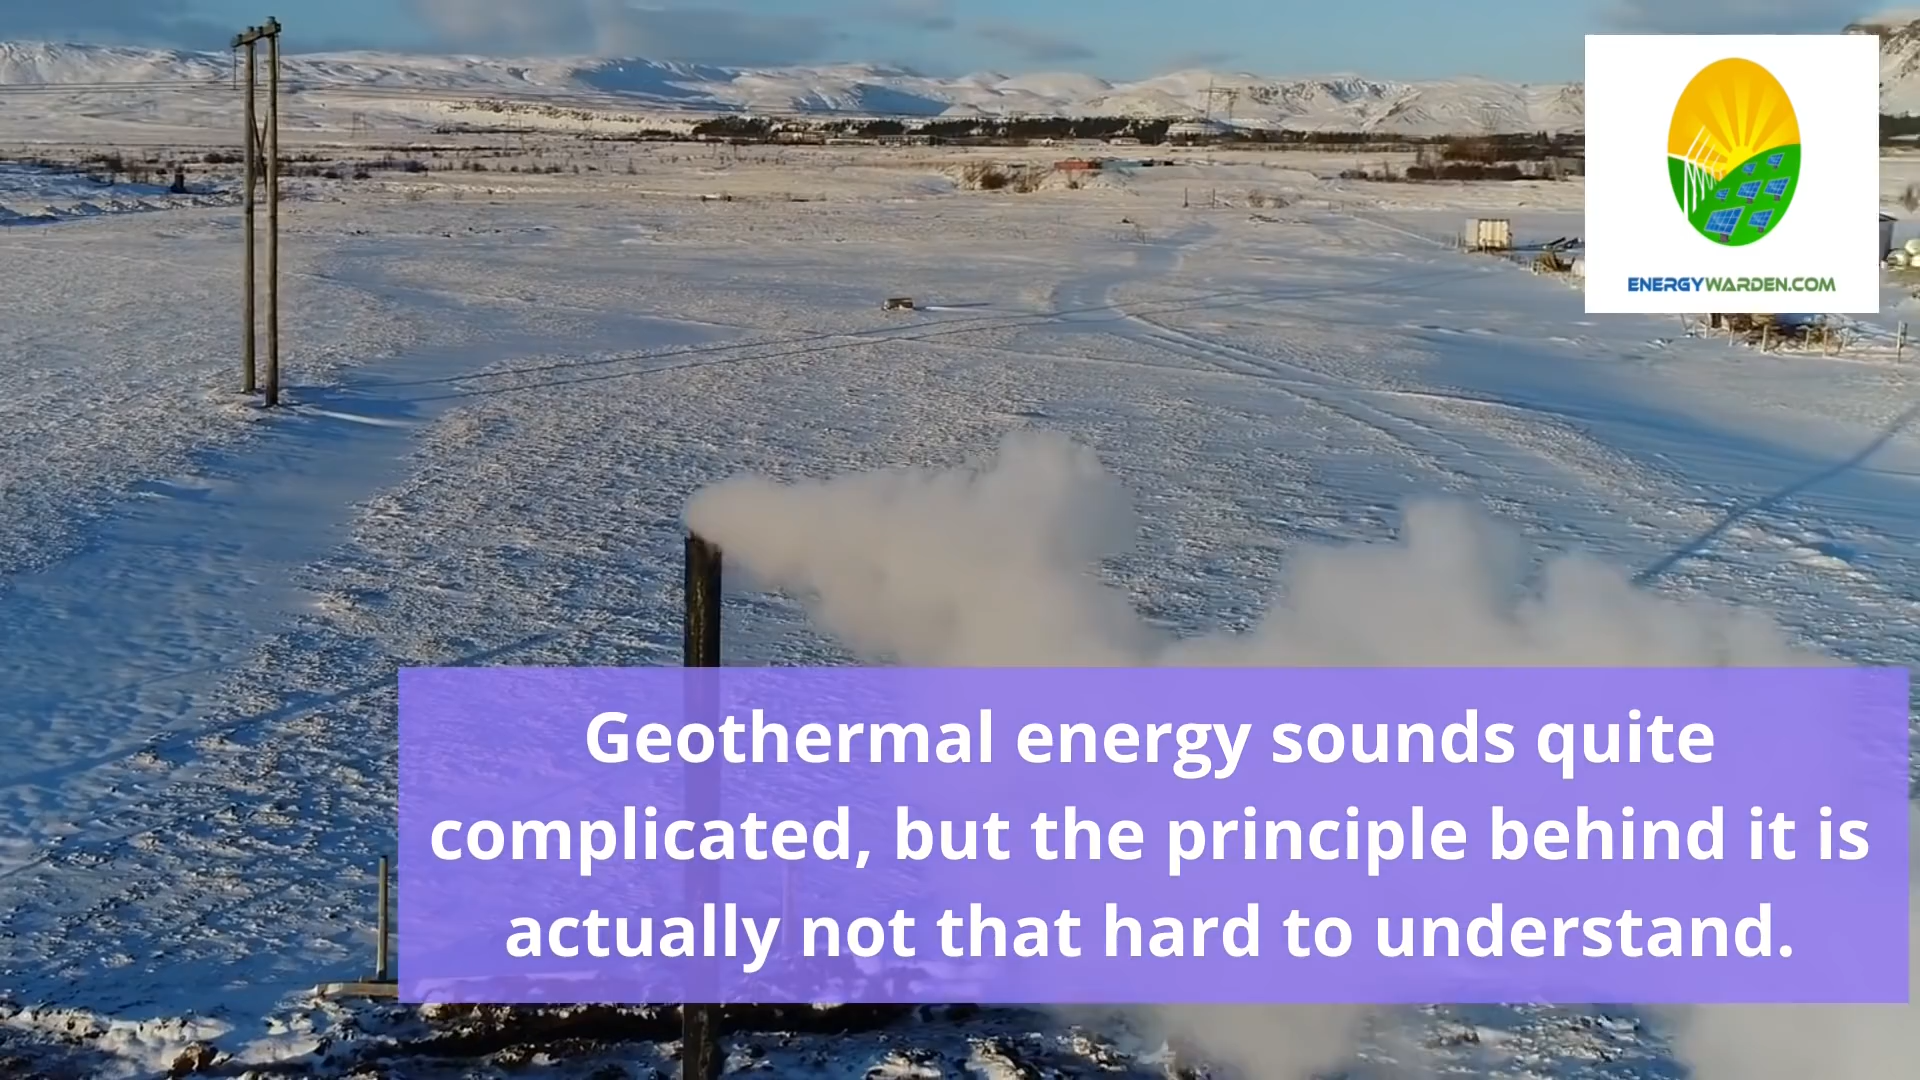 ENERGYWARDEN.COM
Geothermal energy sounds quite
complicated, but the principle behind it is
actually not that hard to understand.